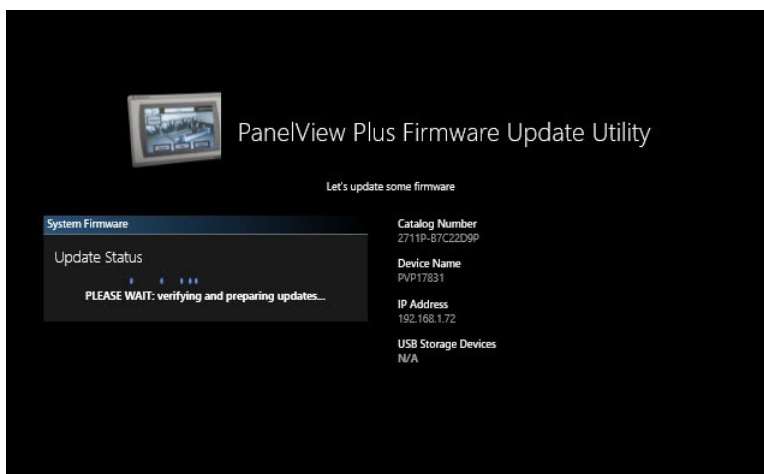 PanelView Plus Firmware Update Utility
Let's update some firmware
System Firmware
Update Status
PLEASE WAIT: verifying and preparing updates...
Catalog Number
2711P-B7C22D9P
Device Name
PVP17831
IP Address
192.168.1.72
USB Storage Devices
N/A